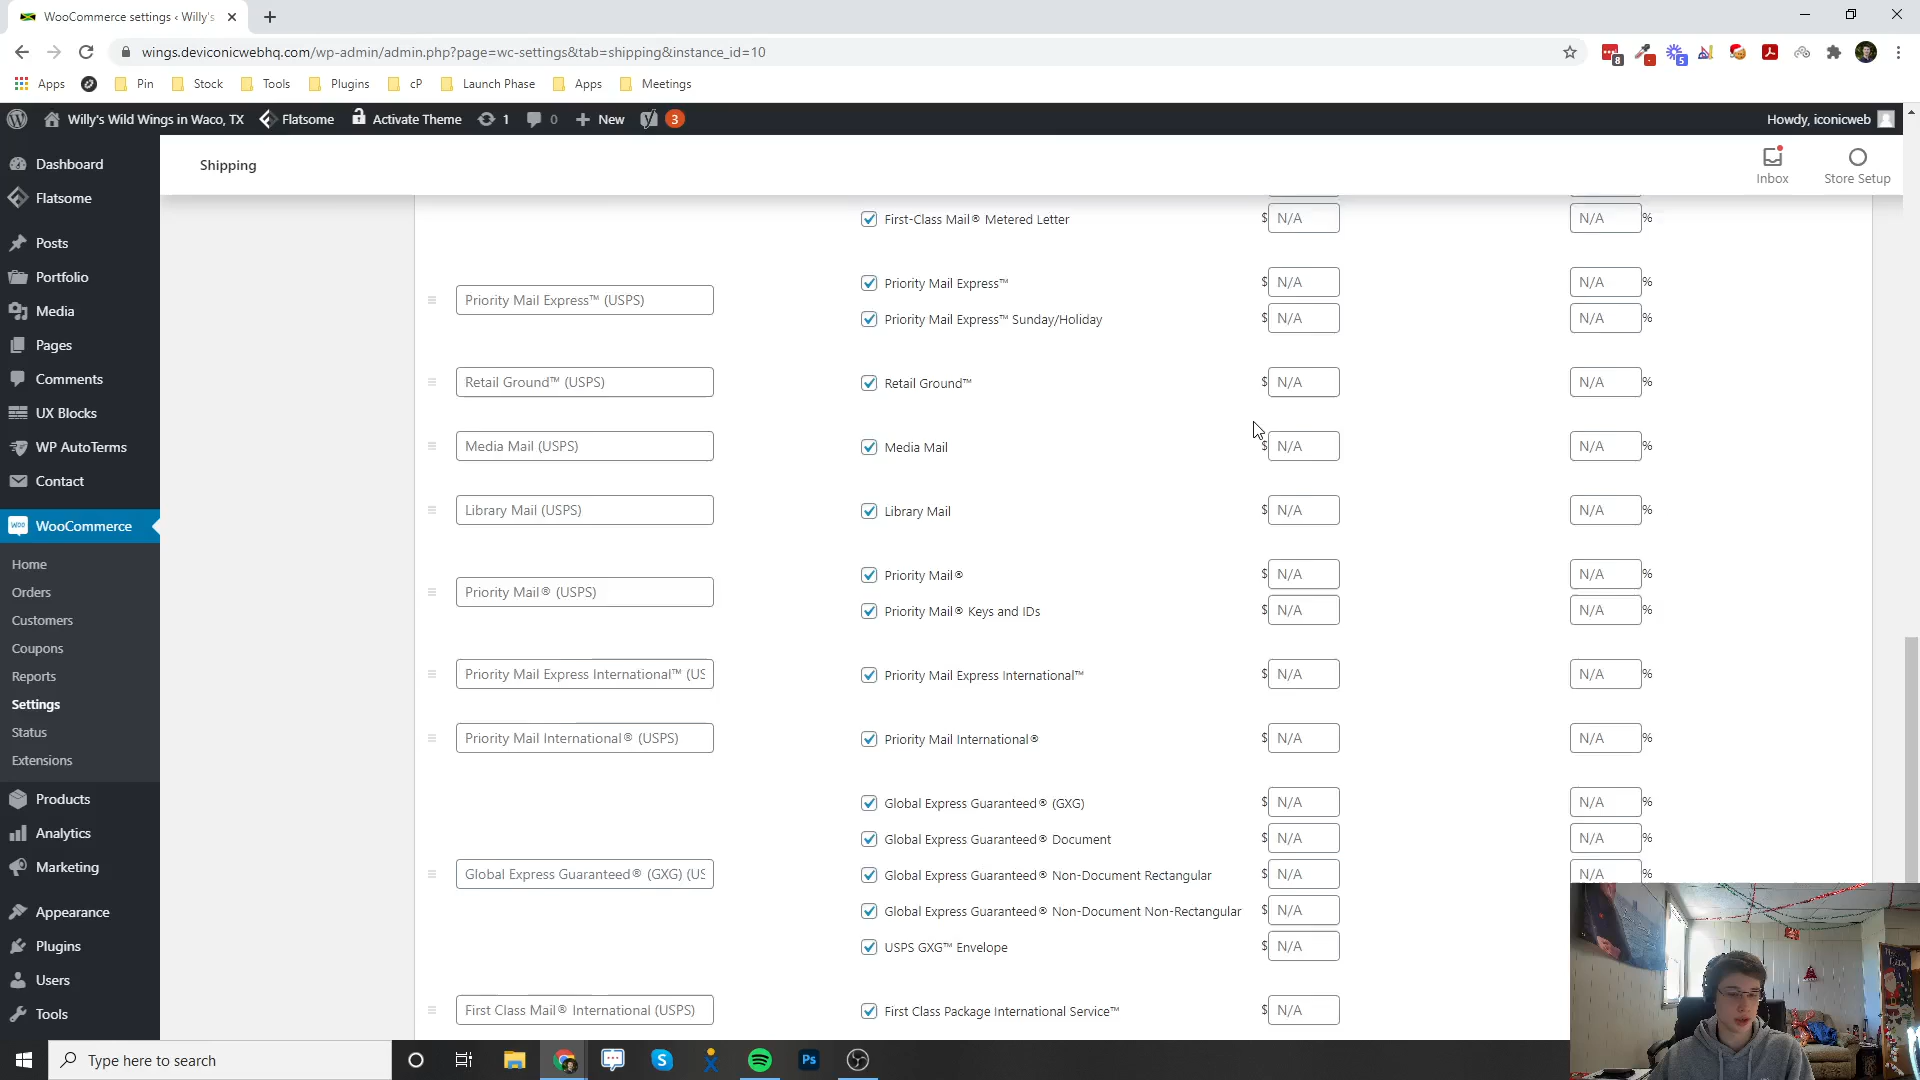 WooCommerce settings ‹ Willy's
wings.deviconicwebhq.com/wp-admin/admin.php?page=wc-settings&tab=shipping&instance_id=10
8
5
Apps
Pin
Stock
Tools
Plugins
cP
Launch Phase
Apps
Meetings
Willy's Wild Wings in Waco, TX
Flatsome
Activate Theme
1
0
New
3
Howdy, iconicweb
Shipping
Inbox
Store Setup
Dashboard
Flatsome
Posts
Portfolio
Media
Pages
Comments
UX Blocks
WP AutoTerms
Contact
WooCommerce
Home
Orders
Customers
Coupons
Reports
Settings
Status
Extensions
Products
Analytics
Marketing
Appearance
Plugins
Users
Tools
First-Class Mail® Metered Letter $ N/A N/A %
Priority Mail Express™ (USPS)
Priority Mail Express™ $ N/A N/A %
Priority Mail Express™ Sunday/Holiday $ N/A N/A %
Retail Ground™ (USPS) Retail Ground™ $ N/A N/A %
Media Mail (USPS) Media Mail $ N/A N/A %
Library Mail (USPS) Library Mail $ N/A N/A %
Priority Mail® (USPS)
Priority Mail® $ N/A N/A %
Priority Mail® Keys and IDs $ N/A N/A %
Priority Mail Express International™ (US Priority Mail Express International™ $ N/A N/A %
Priority Mail International® (USPS) Priority Mail International® $ N/A N/A %
Global Express Guaranteed® (GXG) $ N/A N/A %
Global Express Guaranteed® Document $ N/A N/A %
Global Express Guaranteed® (GXG) (US Global Express Guaranteed® Non-Document Rectangular $ N/A N/A %
Global Express Guaranteed® Non-Document Non-Rectangular $ N/A
USPS GXG™ Envelope $ N/A
First Class Mail® International (USPS) First Class Package International Service™ $ N/A
Type here to search
Ps